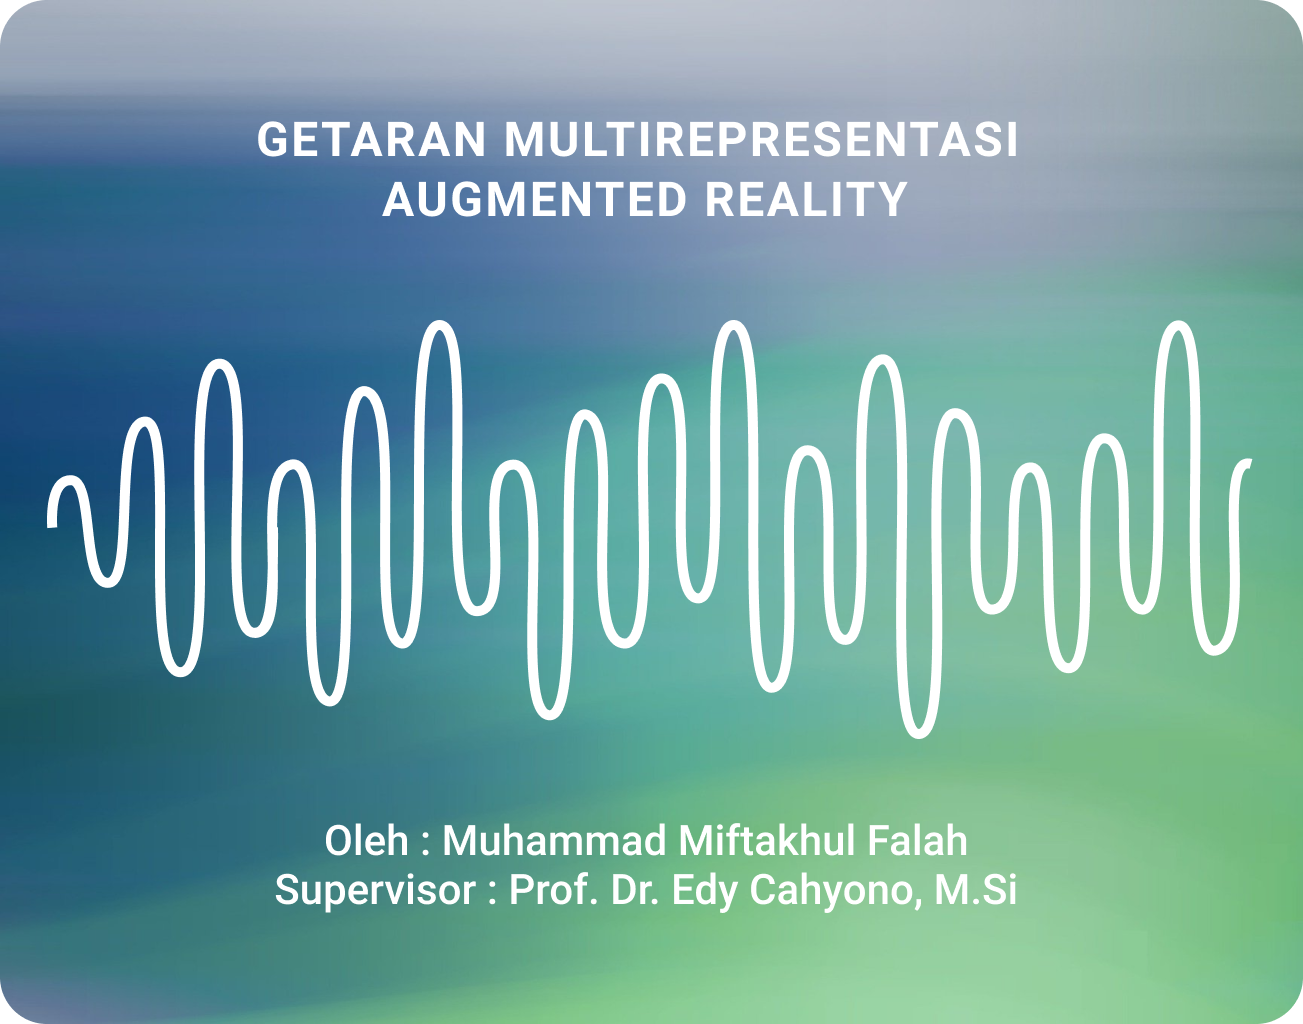 GETARAN MULTIREPRESENTASI
AUGMENTED REALITY
Oleh : Muhammad Miftakhul Falah
Supervisor : Prof. Dr. Edy Cahyono, M.Si